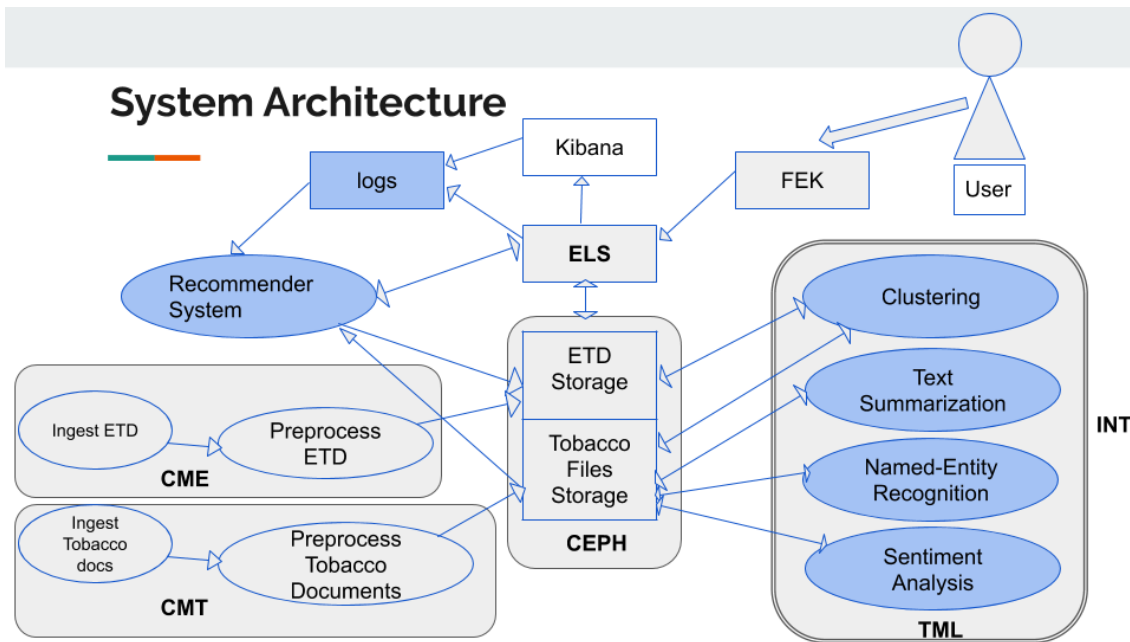 System Architecture
Kibana
logs
FEK
User
ELS
Recommender
System
Clustering
ETD
Storage
Text
Summarization
INT
Ingest ETD
Preprocess
ETD
CME
Tobacco
Files
Storage
Named-Entity
Recognition
Ingest
Tobacco
docs
Preprocess
Tobacco
Documents
CEPH
Sentiment
Analysis
CMT
TML